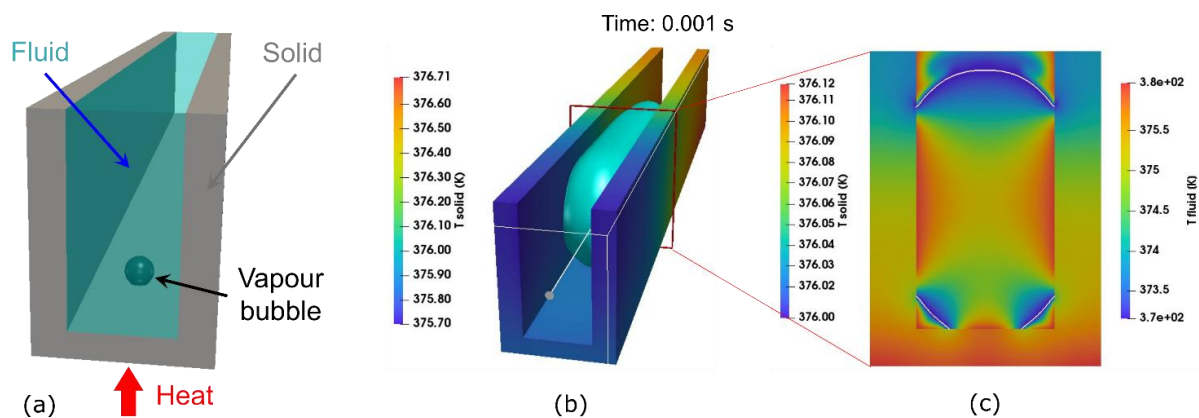 Time: 0.001 s
Fluid
Solid
Vapour
bubble
Heat
(a)
376.71
376.60
376.50
376.40
376.30
376.20
376.10
376.00
375.90
375.80
375.70
T solid (K)
(b)
376.12
376.11
376.10
376.09
376.08
376.07
376.06
376.05
376.04
376.03
376.02
376.00
T solid (K)
3.8e+02
375.5
375
374.5
374
373.5
3.7e+02
T fluid (K)
(c)